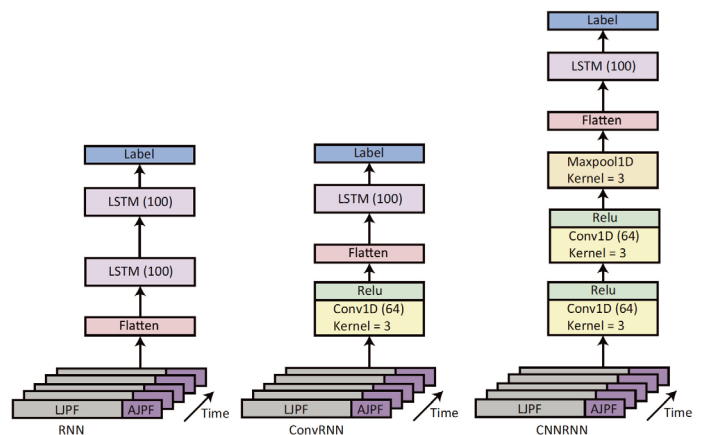 Label
LSTM (100)
LSTM (100)
Flatten
LJPF AJPF
Time
RNN
Label
LSTM (100)
Flatten
Relu
Conv1D (64)
Kernel = 3
LJPF AJPF
Time
ConvRNN
Label
LSTM (100)
Flatten
Maxpool1D
Kernel = 3
Relu
Conv1D (64)
Kernel = 3
Relu
Conv1D (64)
Kernel = 3
LJPF AJPF
Time
CNNRNN